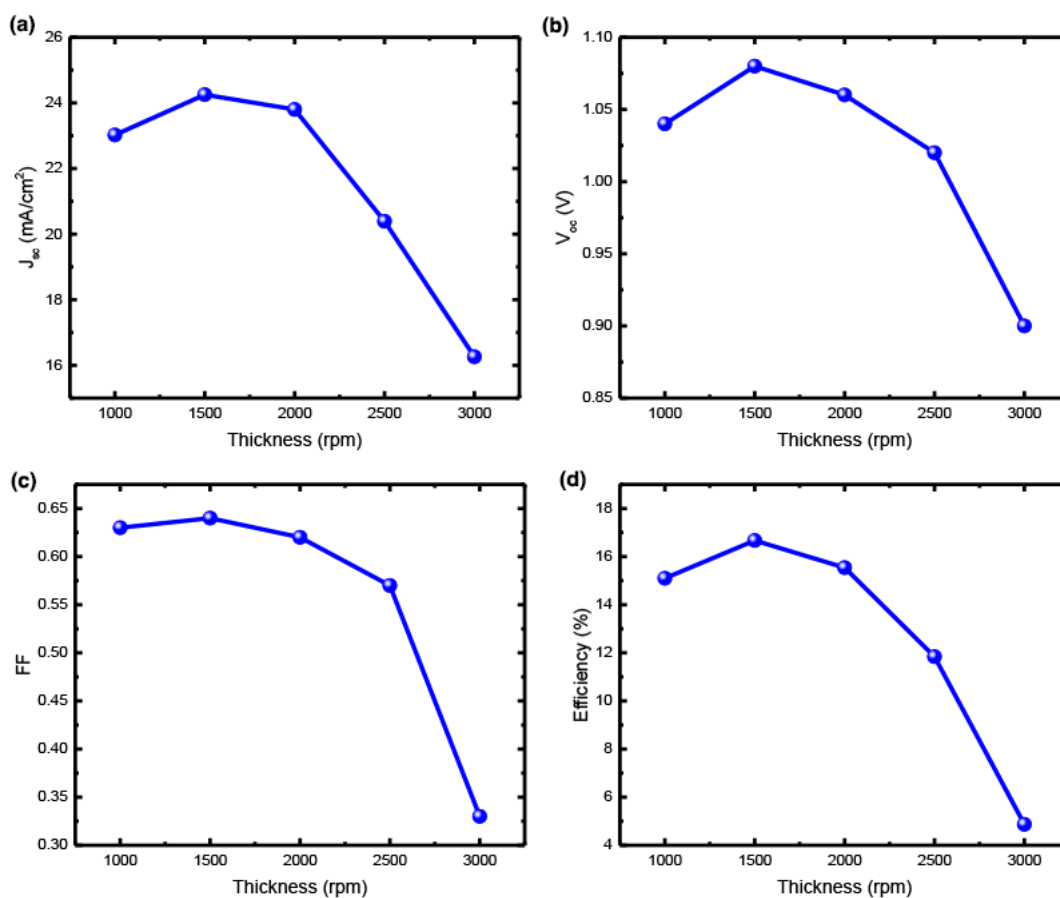 (a)
26
24
22
20
18
16
J_sc (mA/cm²)
1000 1500 2000 2500 3000
Thickness (rpm)
(b)
1.10
1.05
1.00
0.95
0.90
0.85
V_oc (V)
1000 1500 2000 2500 3000
Thickness (rpm)
(c)
0.65
0.60
0.55
0.50
0.45
0.40
0.35
0.30
FF
1000 1500 2000 2500 3000
Thickness (rpm)
(d)
18
16
14
12
10
8
6
4
Efficiency (%)
1000 1500 2000 2500 3000
Thickness (rpm)